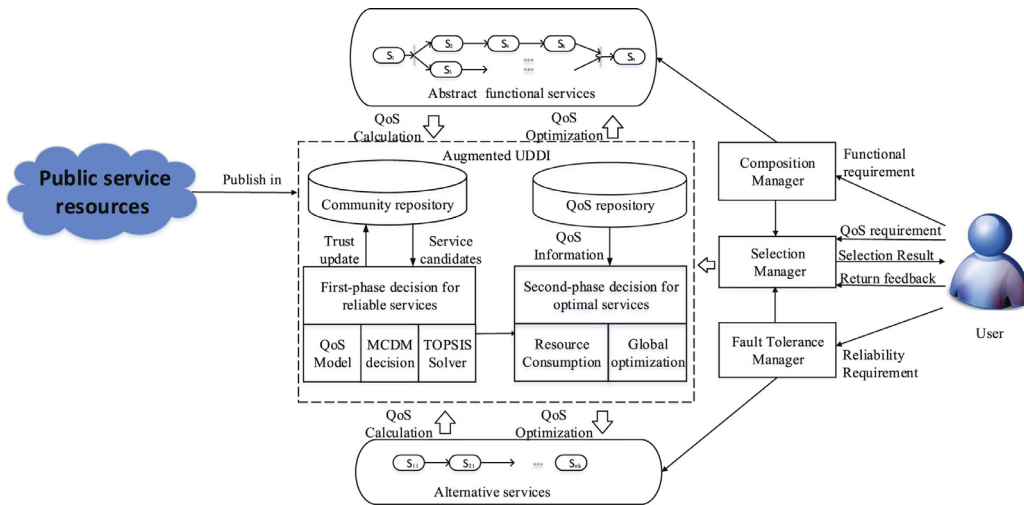 S1
S2
S4
S6
S3
...
...
Sn
Abstract functional services
QoS
Calculation
QoS
Optimization
Augmented UDDI
Public service
resources
Publish in
Community repository
QoS repository
Trust
update
Service
candidates
QoS
Information
First-phase decision for
reliable services
QoS
Model
MCDM
decision
TOPSIS
Solver
Second-phase decision for
optimal services
Resource
Consumption
Global
optimization
Composition
Manager
Functional
requirement
Selection
Manager
QoS requirement
Selection Result
Return feedback
Fault Tolerance
Manager
Reliability
Requirement
User
QoS
Calculation
QoS
Optimization
S11
S21
...
Snk
Alternative services